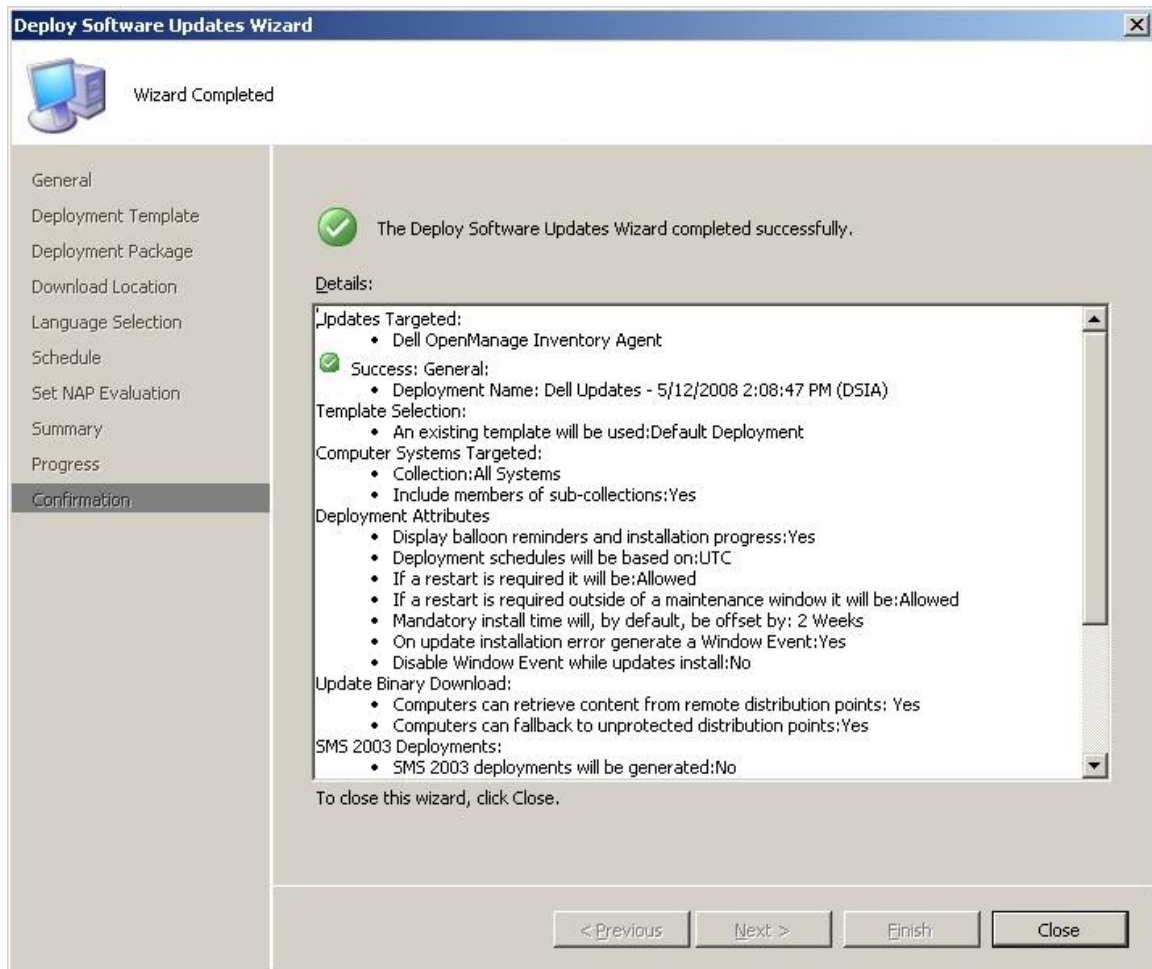 Deploy Software Updates Wizard
Wizard Completed
General
Deployment Template
Deployment Package
Download Location
Language Selection
Schedule
Set NAP Evaluation
Summary
Progress
Confirmation
The Deploy Software Updates Wizard completed successfully.
Details:
Updates Targeted:
• Dell OpenManage Inventory Agent
Success: General:
• Deployment Name: Dell Updates - 5/12/2008 2:08:47 PM (DSIA)
Template Selection:
• An existing template will be used:Default Deployment
Computer Systems Targeted:
• Collection:All Systems
• Include members of sub-collections:Yes
Deployment Attributes
• Display balloon reminders and installation progress:Yes
• Deployment schedules will be based on:UTC
• If a restart is required it will be:Allowed
• If a restart is required outside of a maintenance window it will be:Allowed
• Mandatory install time will, by default, be offset by: 2 Weeks
• On update installation error generate a Window Event:Yes
• Disable Window Event while updates install:No
Update Binary Download:
• Computers can retrieve content from remote distribution points: Yes
• Computers can fallback to unprotected distribution points:Yes
SMS 2003 Deployments:
• SMS 2003 deployments will be generated:No
To close this wizard, click Close.
< Previous Next > Finish Close